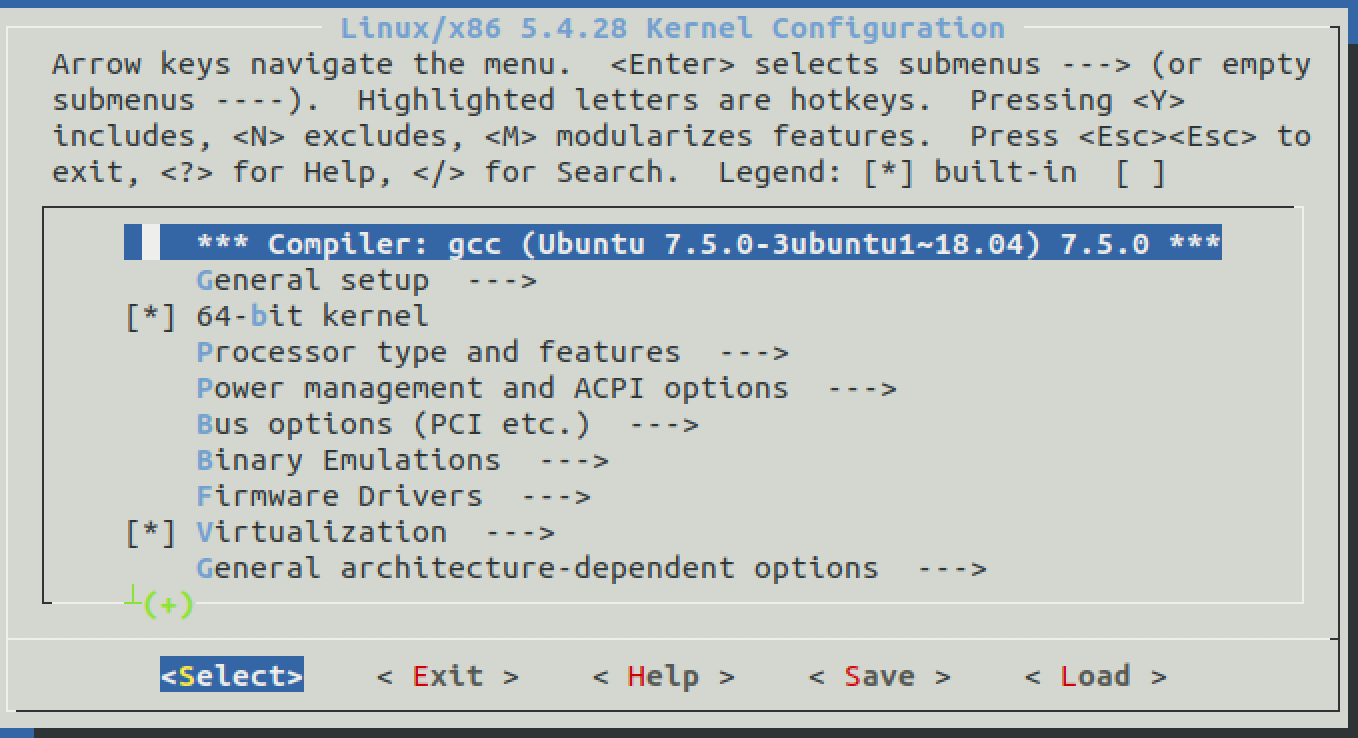 Linux/x86 5.4.28 Kernel Configuration
Arrow keys navigate the menu.  <Enter> selects submenus ---> (or empty
submenus ----).  Highlighted letters are hotkeys.  Pressing <Y>
includes, <N> excludes, <M> modularizes features.  Press <Esc><Esc> to
exit, <?> for Help, </> for Search.  Legend: [*] built-in  [ ]
*** Compiler: gcc (Ubuntu 7.5.0-3ubuntu1~18.04) 7.5.0 ***
General setup  --->
[*] 64-bit kernel
Processor type and features  --->
Power management and ACPI options  --->
Bus options (PCI etc.)  --->
Binary Emulations  --->
Firmware Drivers  --->
[*] Virtualization  --->
General architecture-dependent options  --->
┴(+)
<Select>    < Exit >    < Help >    < Save >    < Load >